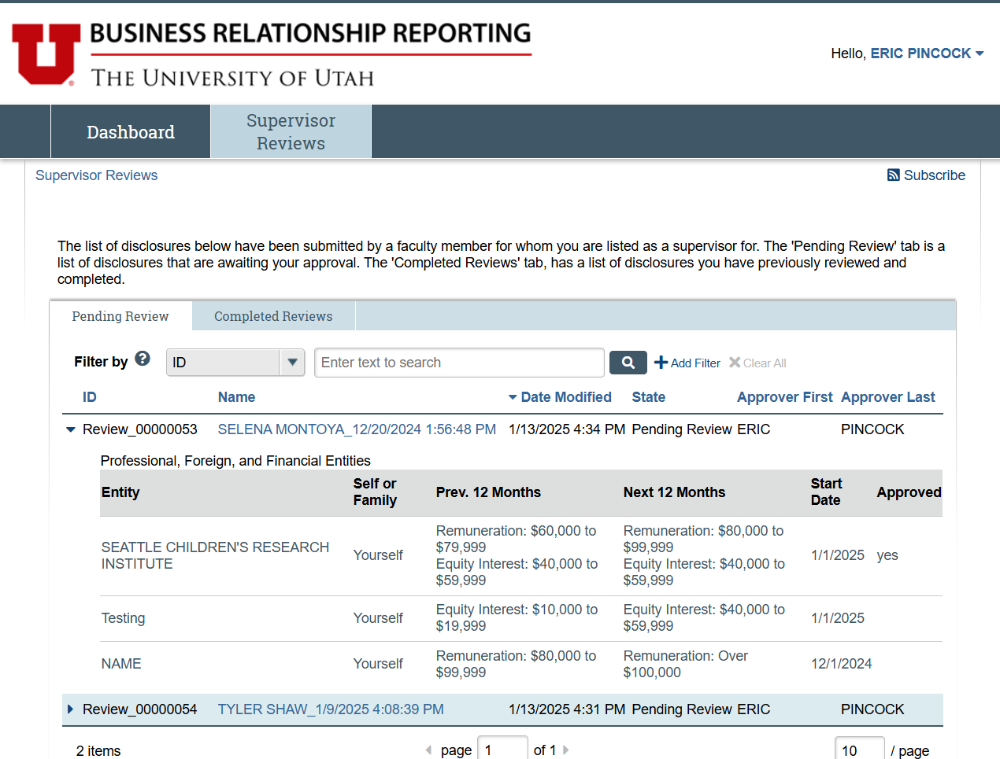 U BUSINESS RELATIONSHIP REPORTING
THE UNIVERSITY OF UTAH
Hello, ERIC PINCOCK
Dashboard
Supervisor
Reviews
Supervisor Reviews
Subscribe
The list of disclosures below have been submitted by a faculty member for whom you are listed as a supervisor for. The 'Pending Review' tab is a
list of disclosures that are awaiting your approval. The 'Completed Reviews' tab, has a list of disclosures you have previously reviewed and
completed.
Pending Review Completed Reviews
Filter by ? ID Enter text to search Add Filter Clear All
ID Name Date Modified State Approver First Approver Last
Review_00000053 SELENA MONTOYA_12/20/2024 1:56:48 PM 1/13/2025 4:34 PM Pending Review ERIC PINCOCK
Professional, Foreign, and Financial Entities
Entity Self or Family Prev. 12 Months Next 12 Months Start Date Approved
SEATTLE CHILDREN'S RESEARCH
INSTITUTE
Yourself
Remuneration: $60,000 to
$79,999
Equity Interest: $40,000 to
$59,999
Remuneration: $80,000 to
$99,999
Equity Interest: $40,000 to
$59,999
1/1/2025 yes
Testing
Yourself
Equity Interest: $10,000 to
$19,999
Equity Interest: $40,000 to
$59,999
1/1/2025
NAME
Yourself
Remuneration: $80,000 to
$99,999
Remuneration: Over
$100,000
12/1/2024
Review_00000054 TYLER SHAW_1/9/2025 4:08:39 PM 1/13/2025 4:31 PM Pending Review ERIC PINCOCK
2 items page 1 of 1 10 / page